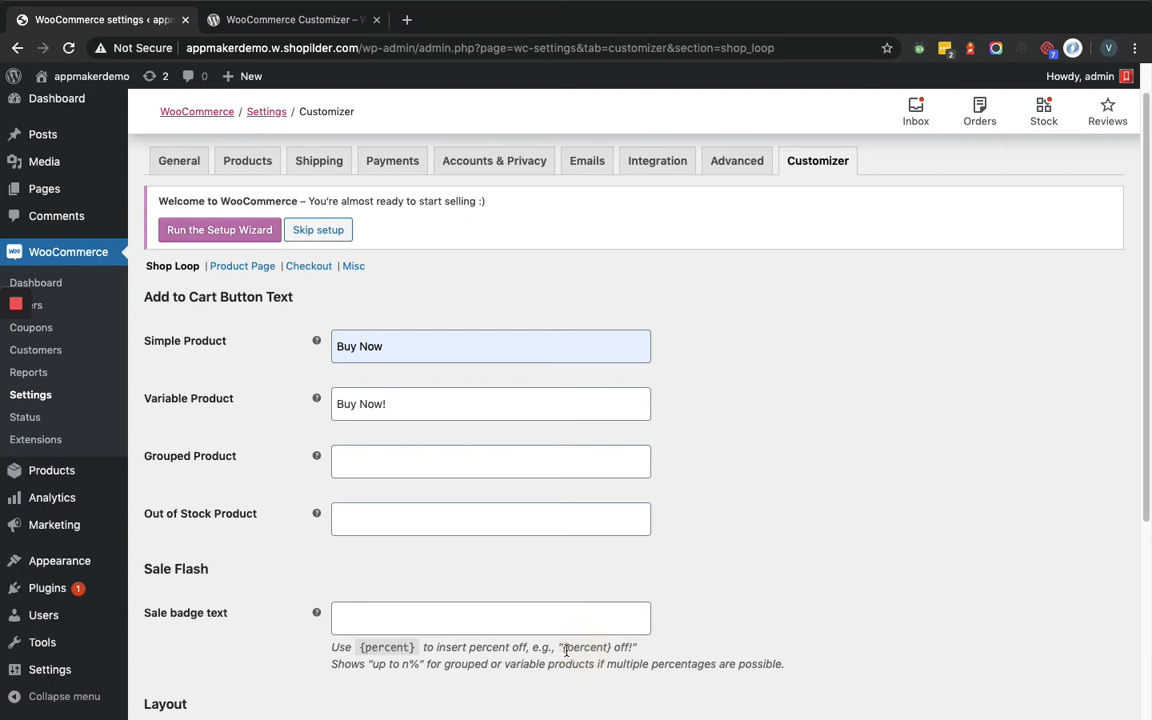 WooCommerce settings ‹ appn
WooCommerce Customizer – W
Not Secure
appmakerdemo.w.shopilder.com/wp-admin/admin.php?page=wc-settings&tab=customizer&section=shop_loop
2
7
V
appmakerdemo
2
0
New
Howdy, admin
Dashboard
Posts
Media
Pages
Comments
WooCommerce
Dashboard
Coupons
Customers
Reports
Settings
Status
Extensions
Products
Analytics
Marketing
Appearance
Plugins 1
Users
Tools
Settings
Collapse menu
WooCommerce / Settings / Customizer
Inbox
Orders
Stock
Reviews
General
Products
Shipping
Payments
Accounts & Privacy
Emails
Integration
Advanced
Customizer
Welcome to WooCommerce – You're almost ready to start selling :)
Run the Setup Wizard
Skip setup
Shop Loop | Product Page | Checkout | Misc
Add to Cart Button Text
Simple Product
Buy Now
Variable Product
Buy Now!
Grouped Product
Out of Stock Product
Sale Flash
Sale badge text
Use {percent} to insert percent off, e.g., "{percent} off!"
Shows "up to n%" for grouped or variable products if multiple percentages are possible.
Layout